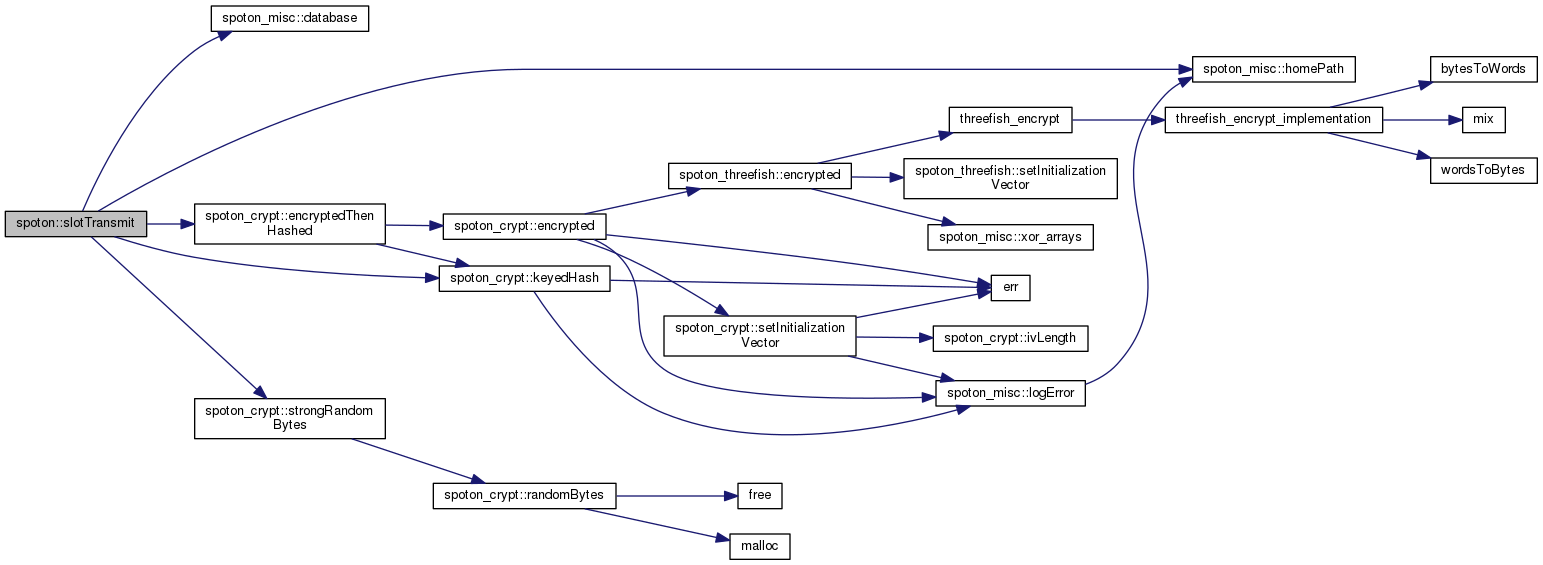 spoton_misc::database
spoton_misc::homePath
bytesToWords
threefish_encrypt
threefish_encrypt_implementation
mix
spoton_threefish::encrypted
spoton_threefish::setInitialization
Vector
wordsToBytes
spoton::slotTransmit
spoton_crypt::encryptedThen
Hashed
spoton_crypt::encrypted
spoton_misc::xor_arrays
spoton_crypt::keyedHash
err
spoton_crypt::setInitialization
Vector
spoton_crypt::ivLength
spoton_misc::logError
spoton_crypt::strongRandom
Bytes
spoton_crypt::randomBytes
free
malloc